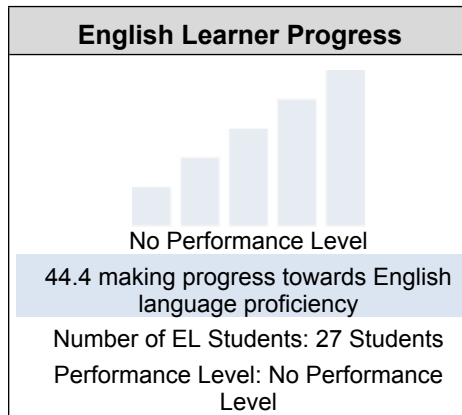 English Learner Progress
No Performance Level
44.4 making progress towards English
language proficiency
Number of EL Students: 27 Students
Performance Level: No Performance
Level